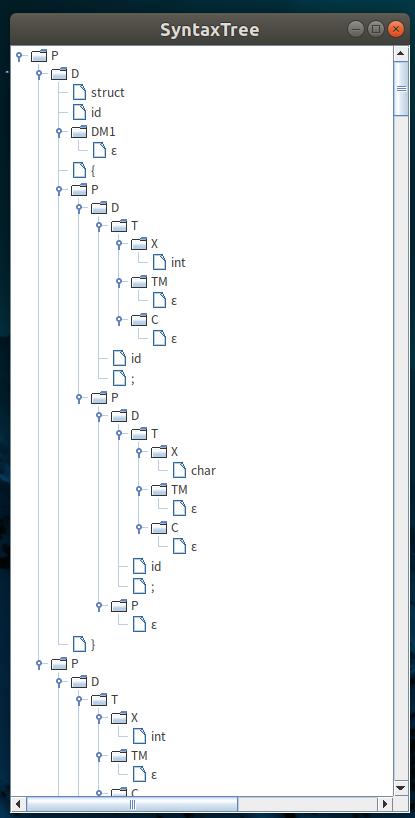 SyntaxTree
P
D
struct
id
DM1
ε
{
P
D
T
X
int
TM
ε
C
ε
id
;
P
D
T
X
char
TM
ε
C
ε
id
;
P
ε
}
P
D
T
X
int
TM
ε
C